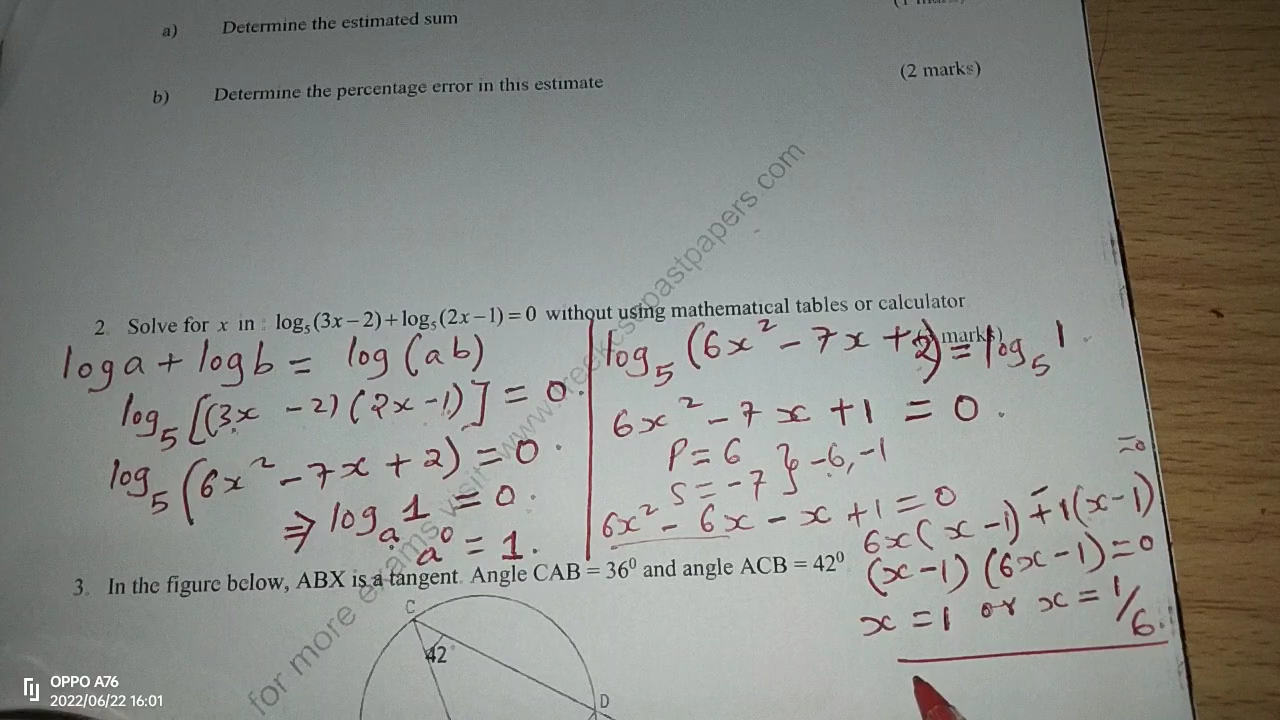 a) Determine the estimated sum
b) Determine the percentage error in this estimate (2 marks)
2. Solve for x in : log₅(3x−2)+log₅(2x−1)=0 without using mathematical tables or calculator
marks)
log a + log b = log (ab)
log₅ [(3x − 2)(2x − 1)] = 0.
log₅ (6x² − 7x + 2) = 0.
⇒ logₐ 1 = 0.
a⁰ = 1.
log₅ (6x² − 7x + 2) = log₅ 1.
6x² − 7x + 1 = 0.
P = 6
S = −7 } −6, −1
6x² − 6x − x + 1 = 0
6x(x − 1) − 1(x − 1) = 0
(x − 1)(6x − 1) = 0
x = 1 or x = 1/6.
3. In the figure below, ABX is a tangent. Angle CAB = 36⁰ and angle ACB = 42⁰
C
42°
D
for more exams visit: www.
pastpapers.com
OPPO A76
2022/06/22 16:01